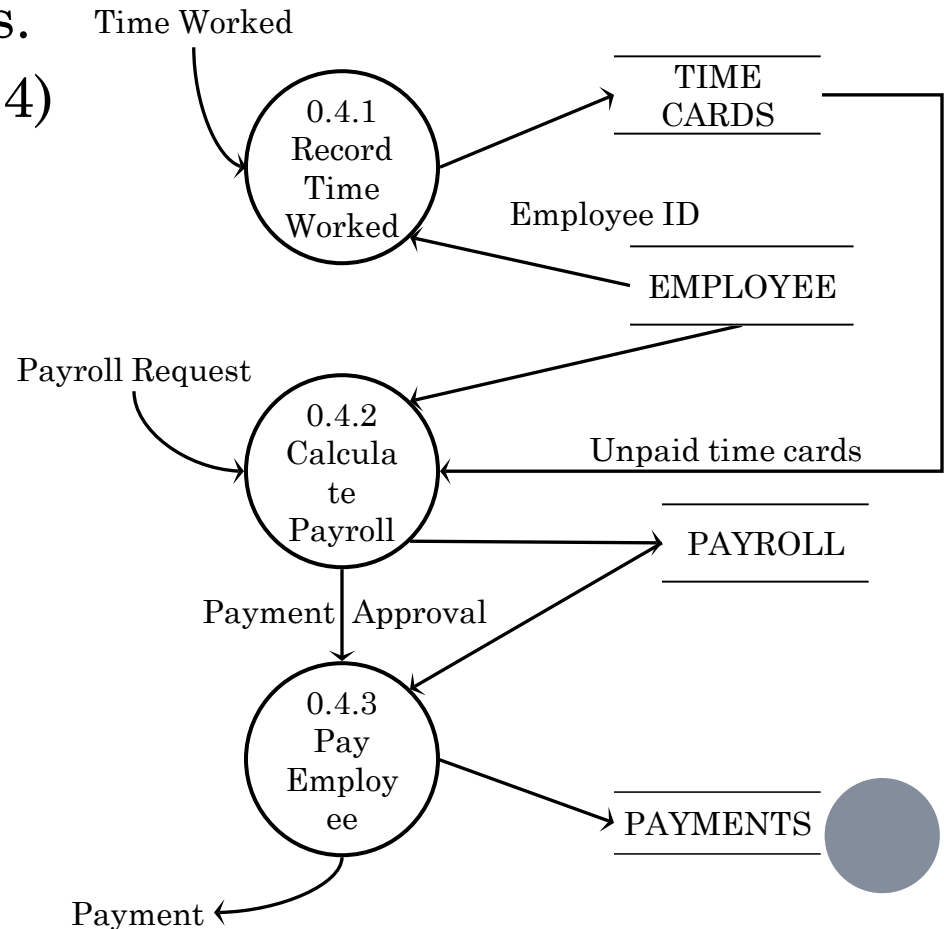 s.
4)
Time Worked
0.4.1
Record
Time
Worked
TIME
CARDS
Employee ID
EMPLOYEE
Payroll Request
0.4.2
Calcula
te
Payroll
Unpaid time cards
PAYROLL
Payment Approval
0.4.3
Pay
Employ
ee
PAYMENTS
Payment